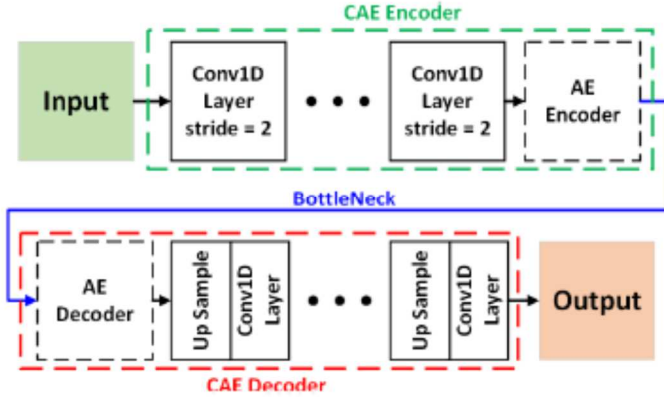 CAE Encoder
Input
Conv1D
Layer
stride = 2
Conv1D
Layer
stride = 2
AE
Encoder
BottleNeck
AE
Decoder
Up Sample
Conv1D
Layer
Up Sample
Conv1D
Layer
Output
CAE Decoder